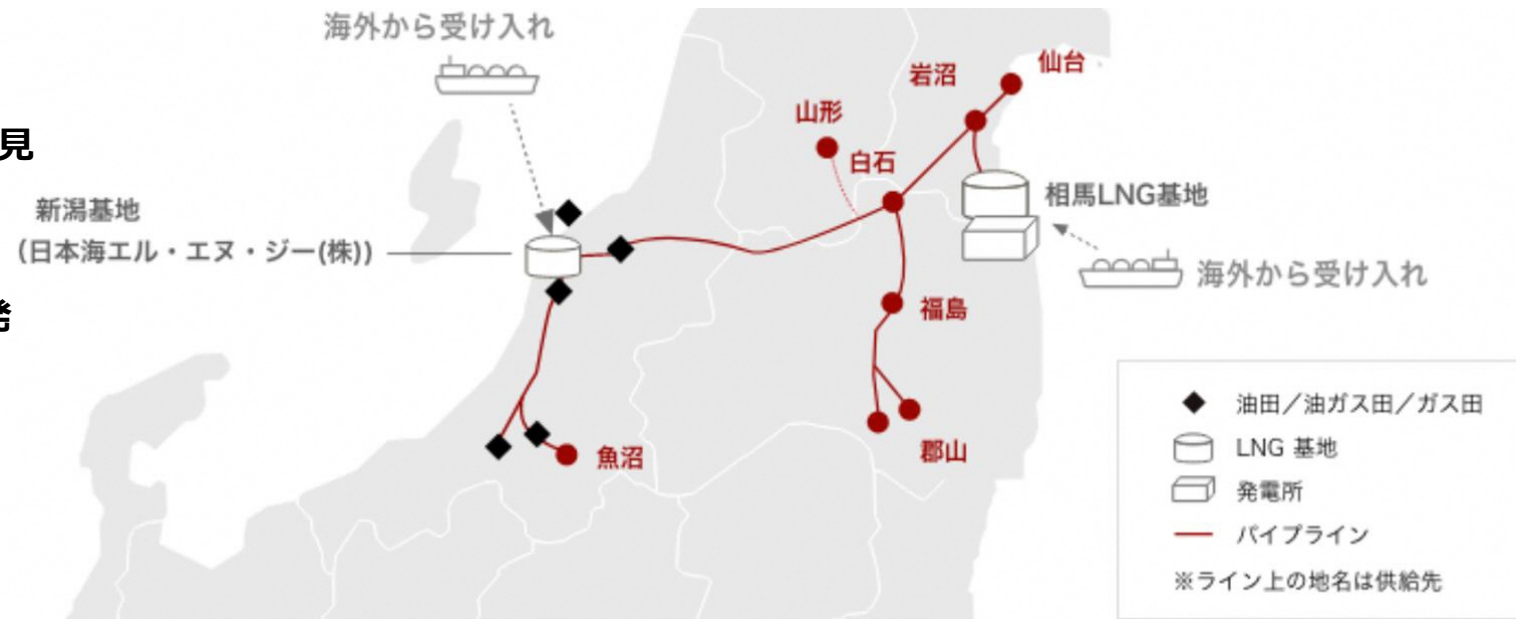 海外から受け入れ
仙台
岩沼
山形
見
白石
相馬LNG基地
新潟基地
（日本海エル・エヌ・ジー(株)）
海外から受け入れ
福島
発
郡山
魚沼
油田／油ガス田／ガス田
LNG 基地
発電所
パイプライン
※ライン上の地名は供給先